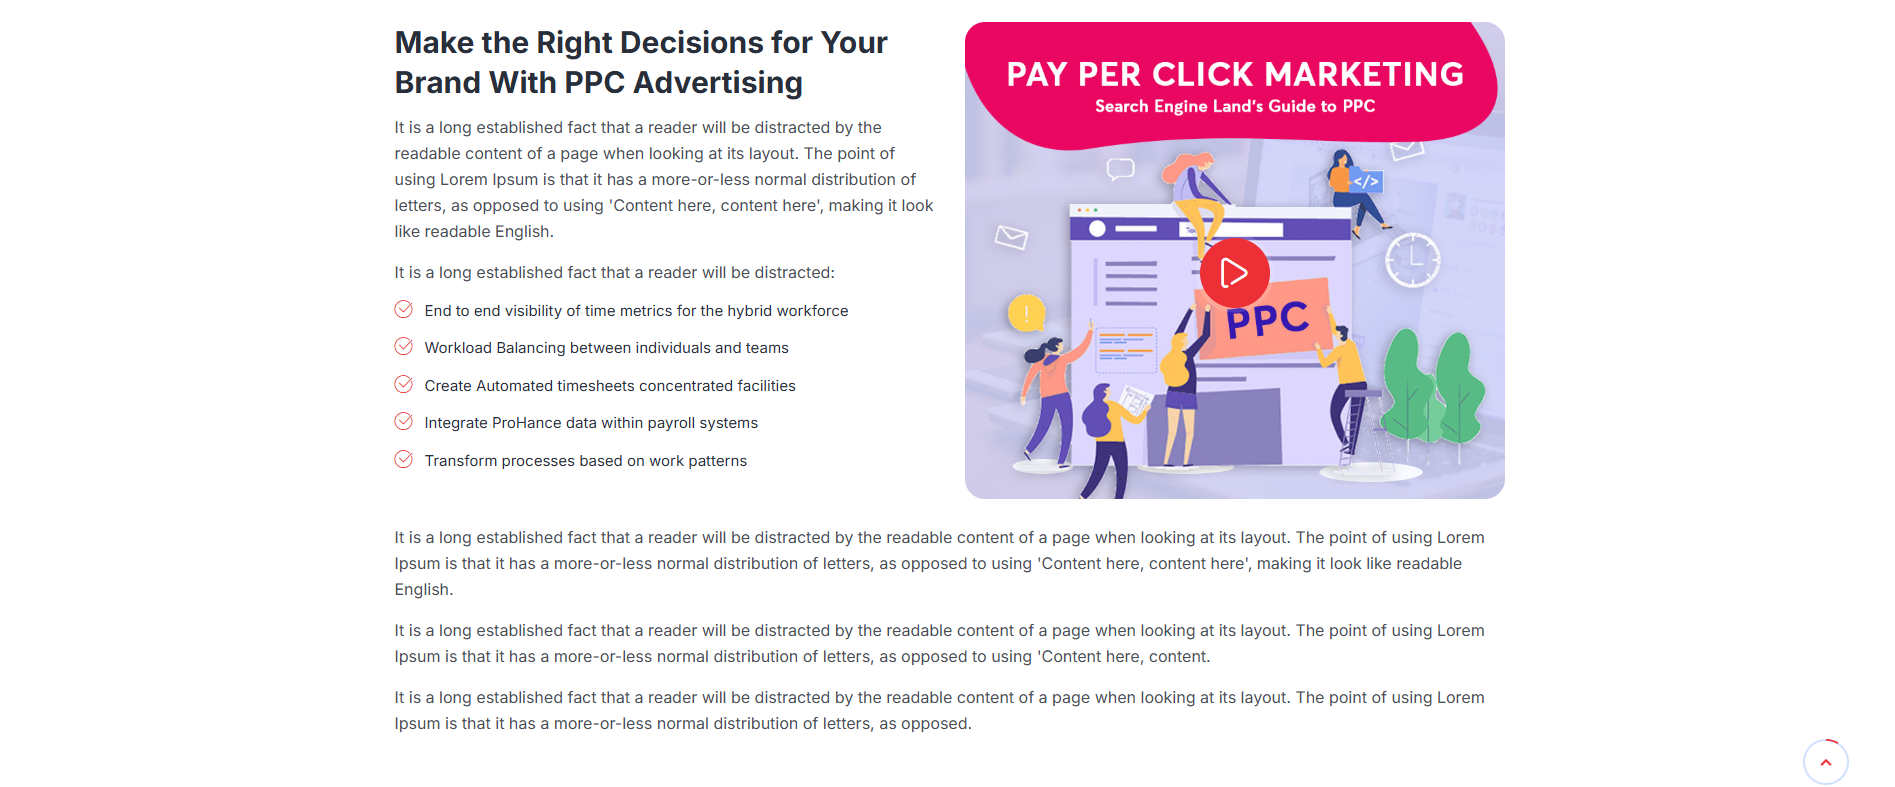 Make the Right Decisions for Your
Brand With PPC Advertising
It is a long established fact that a reader will be distracted by the
readable content of a page when looking at its layout. The point of
using Lorem Ipsum is that it has a more-or-less normal distribution of
letters, as opposed to using 'Content here, content here', making it look
like readable English.
It is a long established fact that a reader will be distracted:
End to end visibility of time metrics for the hybrid workforce
Workload Balancing between individuals and teams
Create Automated timesheets concentrated facilities
Integrate ProHance data within payroll systems
Transform processes based on work patterns
PAY PER CLICK MARKETING
Search Engine Land's Guide to PPC
</>
PPC
It is a long established fact that a reader will be distracted by the readable content of a page when looking at its layout. The point of using Lorem
Ipsum is that it has a more-or-less normal distribution of letters, as opposed to using 'Content here, content here', making it look like readable
English.
It is a long established fact that a reader will be distracted by the readable content of a page when looking at its layout. The point of using Lorem
Ipsum is that it has a more-or-less normal distribution of letters, as opposed to using 'Content here, content.
It is a long established fact that a reader will be distracted by the readable content of a page when looking at its layout. The point of using Lorem
Ipsum is that it has a more-or-less normal distribution of letters, as opposed.